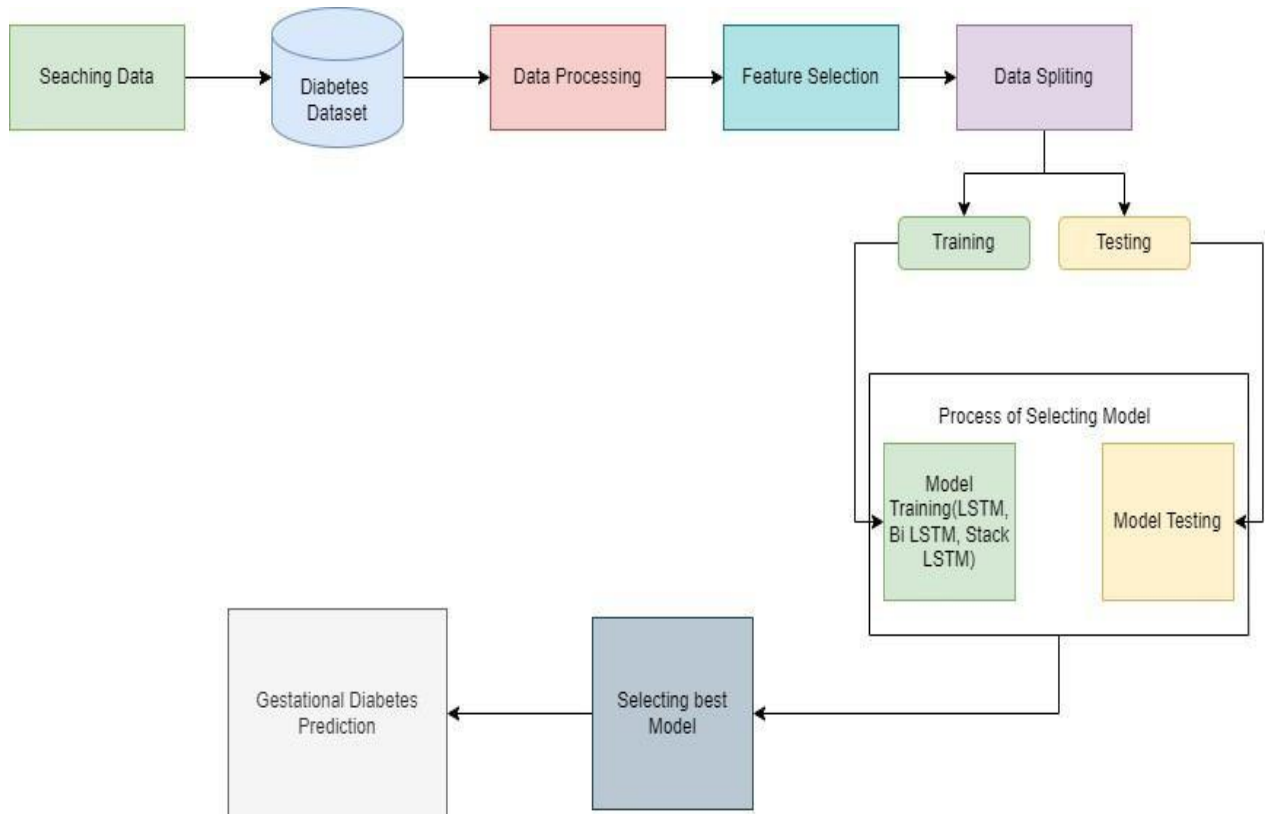 Seaching Data
Diabetes
Dataset
Data Processing
Feature Selection
Data Spliting
Training
Testing
Process of Selecting Model
Model
Training(LSTM,
Bi LSTM, Stack
LSTM)
Model Testing
Gestational Diabetes
Prediction
Selecting best
Model